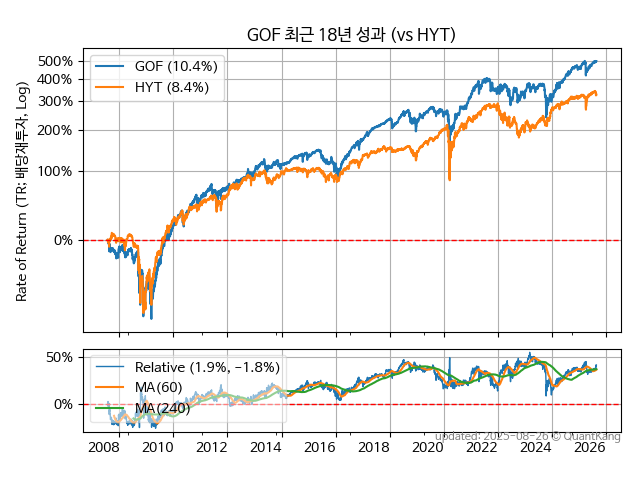 GOF 최근 18년 성과 (vs HYT)
GOF (10.4%)
HYT (8.4%)
500%
400%
300%
200%
100%
0%
Rate of Return (TR: 배당재투자, Log)
50%
0%
Relative (1.9%, −1.8%)
MA(60)
MA(240)
2008 2010 2012 2014 2016 2018 2020 2022 2024 2026
updated: 2025-08-26 © QuantKang